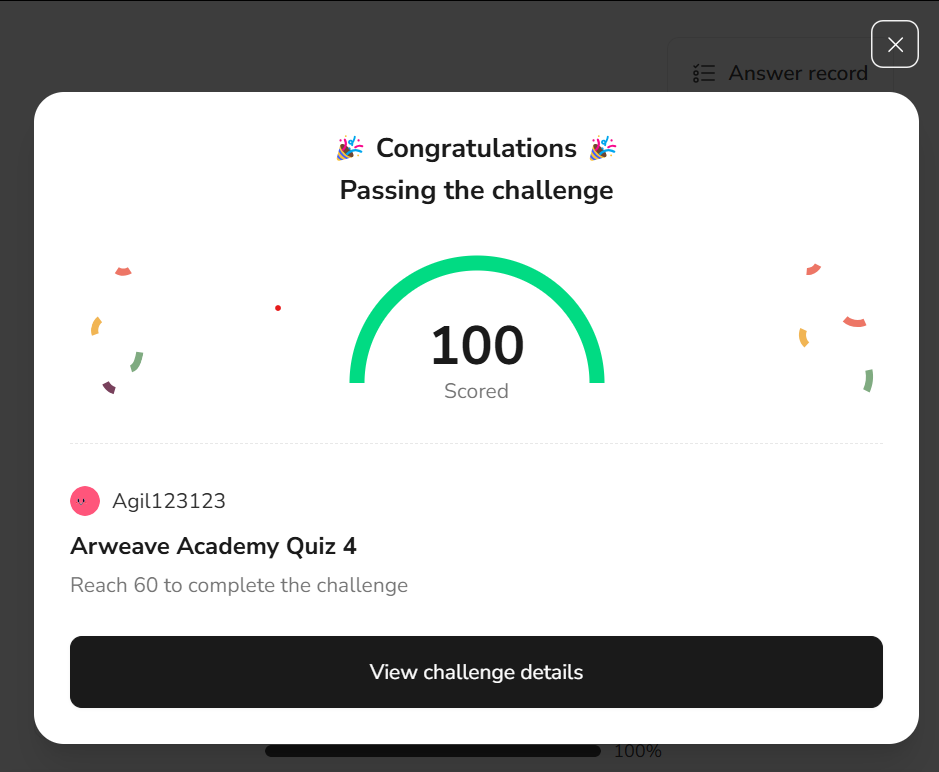 Answer record
Congratulations
Passing the challenge
100
Scored
Agil123123
Arweave Academy Quiz 4
Reach 60 to complete the challenge
View challenge details
100%